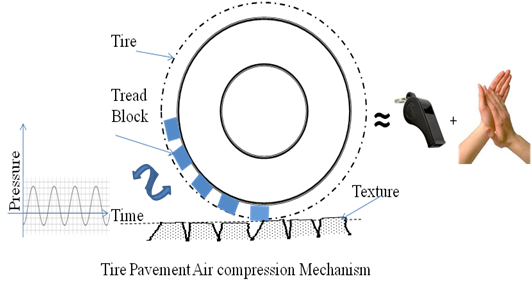 Tire
Tread
Block
≈
+
Pressure
Time
Texture
Tire Pavement Air compression Mechanism